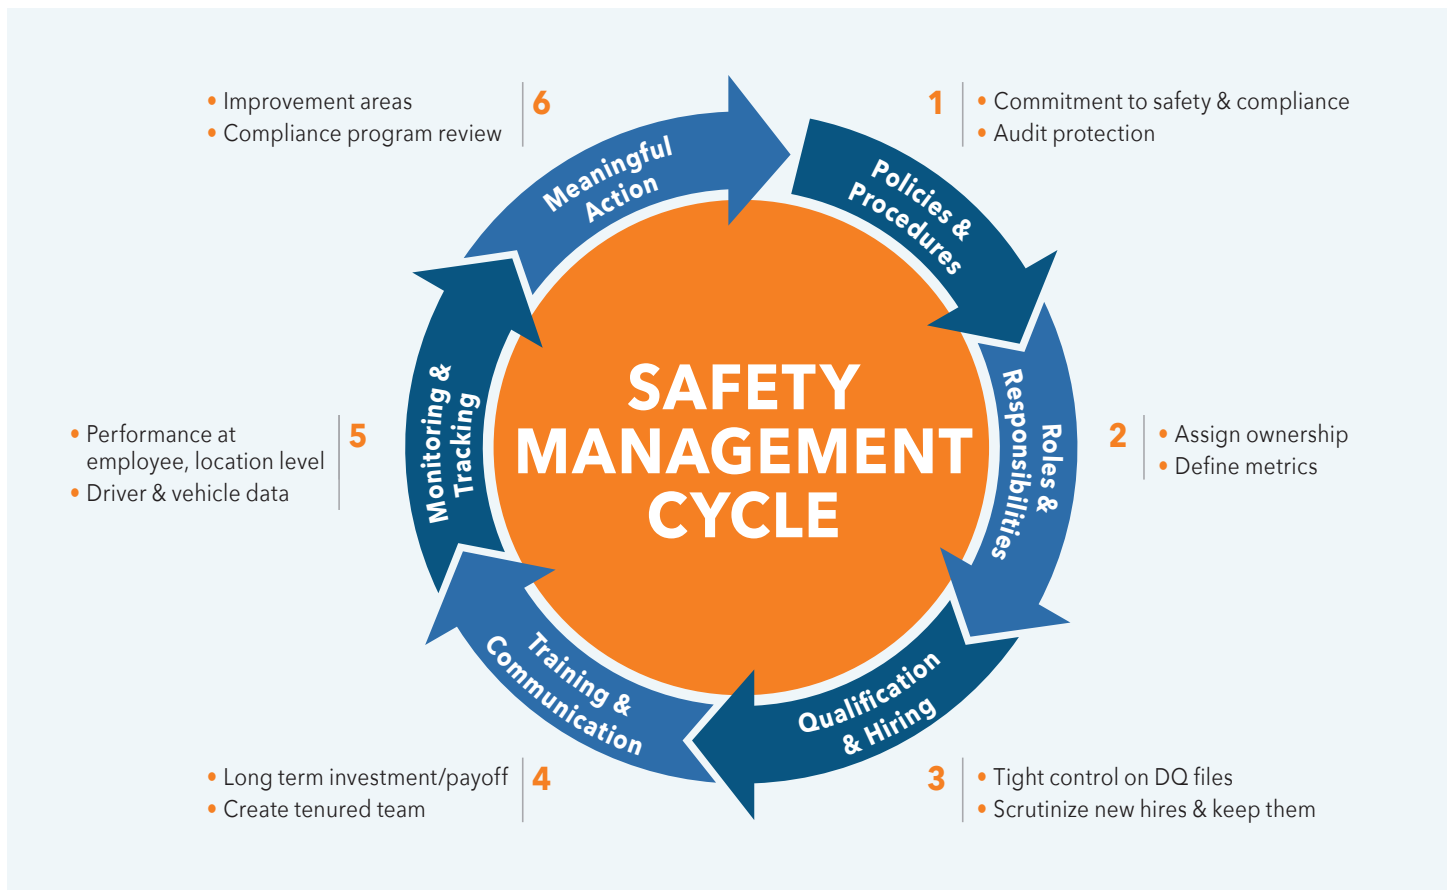 SAFETY
MANAGEMENT
CYCLE
1
• Commitment to safety & compliance
• Audit protection
Policies &
Procedures
2
• Assign ownership
• Define metrics
Roles &
Responsibilities
3
• Tight control on DQ files
• Scrutinize new hires & keep them
Qualification
& Hiring
4
• Long term investment/payoff
• Create tenured team
Training &
Communication
5
• Performance at
employee, location level
• Driver & vehicle data
Monitoring &
Tracking
6
• Improvement areas
• Compliance program review
Meaningful
Action